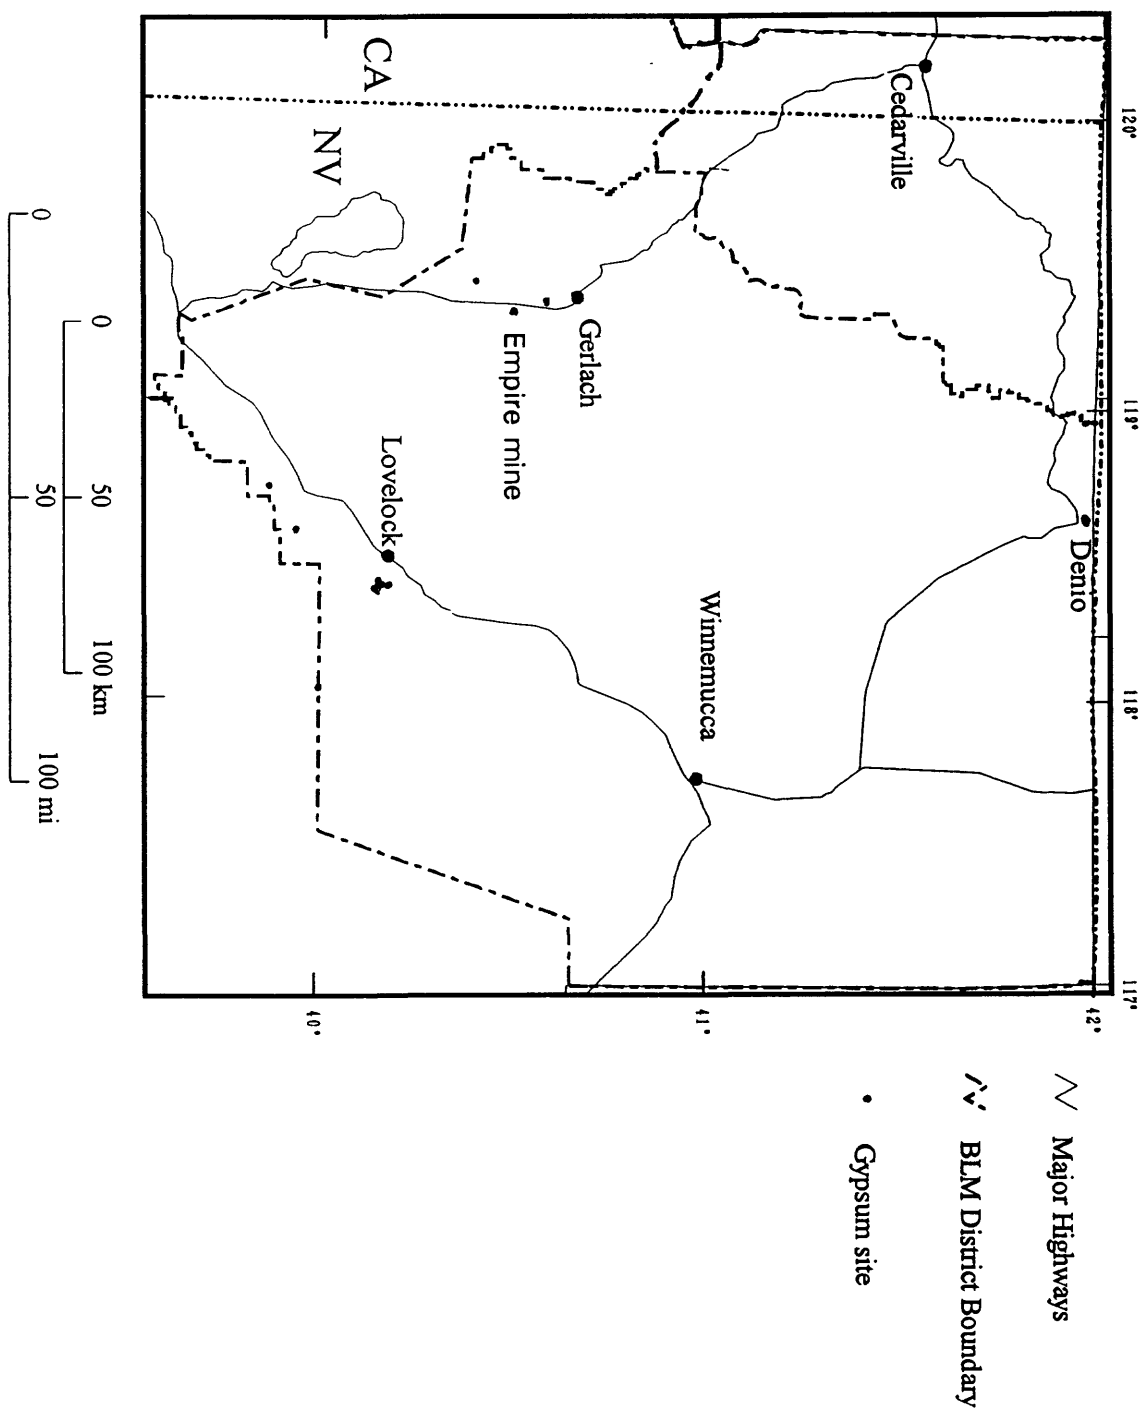 120°
119°
118°
117°
42°
41°
40°
Cedarville
Denio
CA
NV
Gerlach
Empire mine
Winnemucca
Lovelock
Major Highways
BLM District Boundary
Gypsum site
0 50 100 km
0 50 100 mi